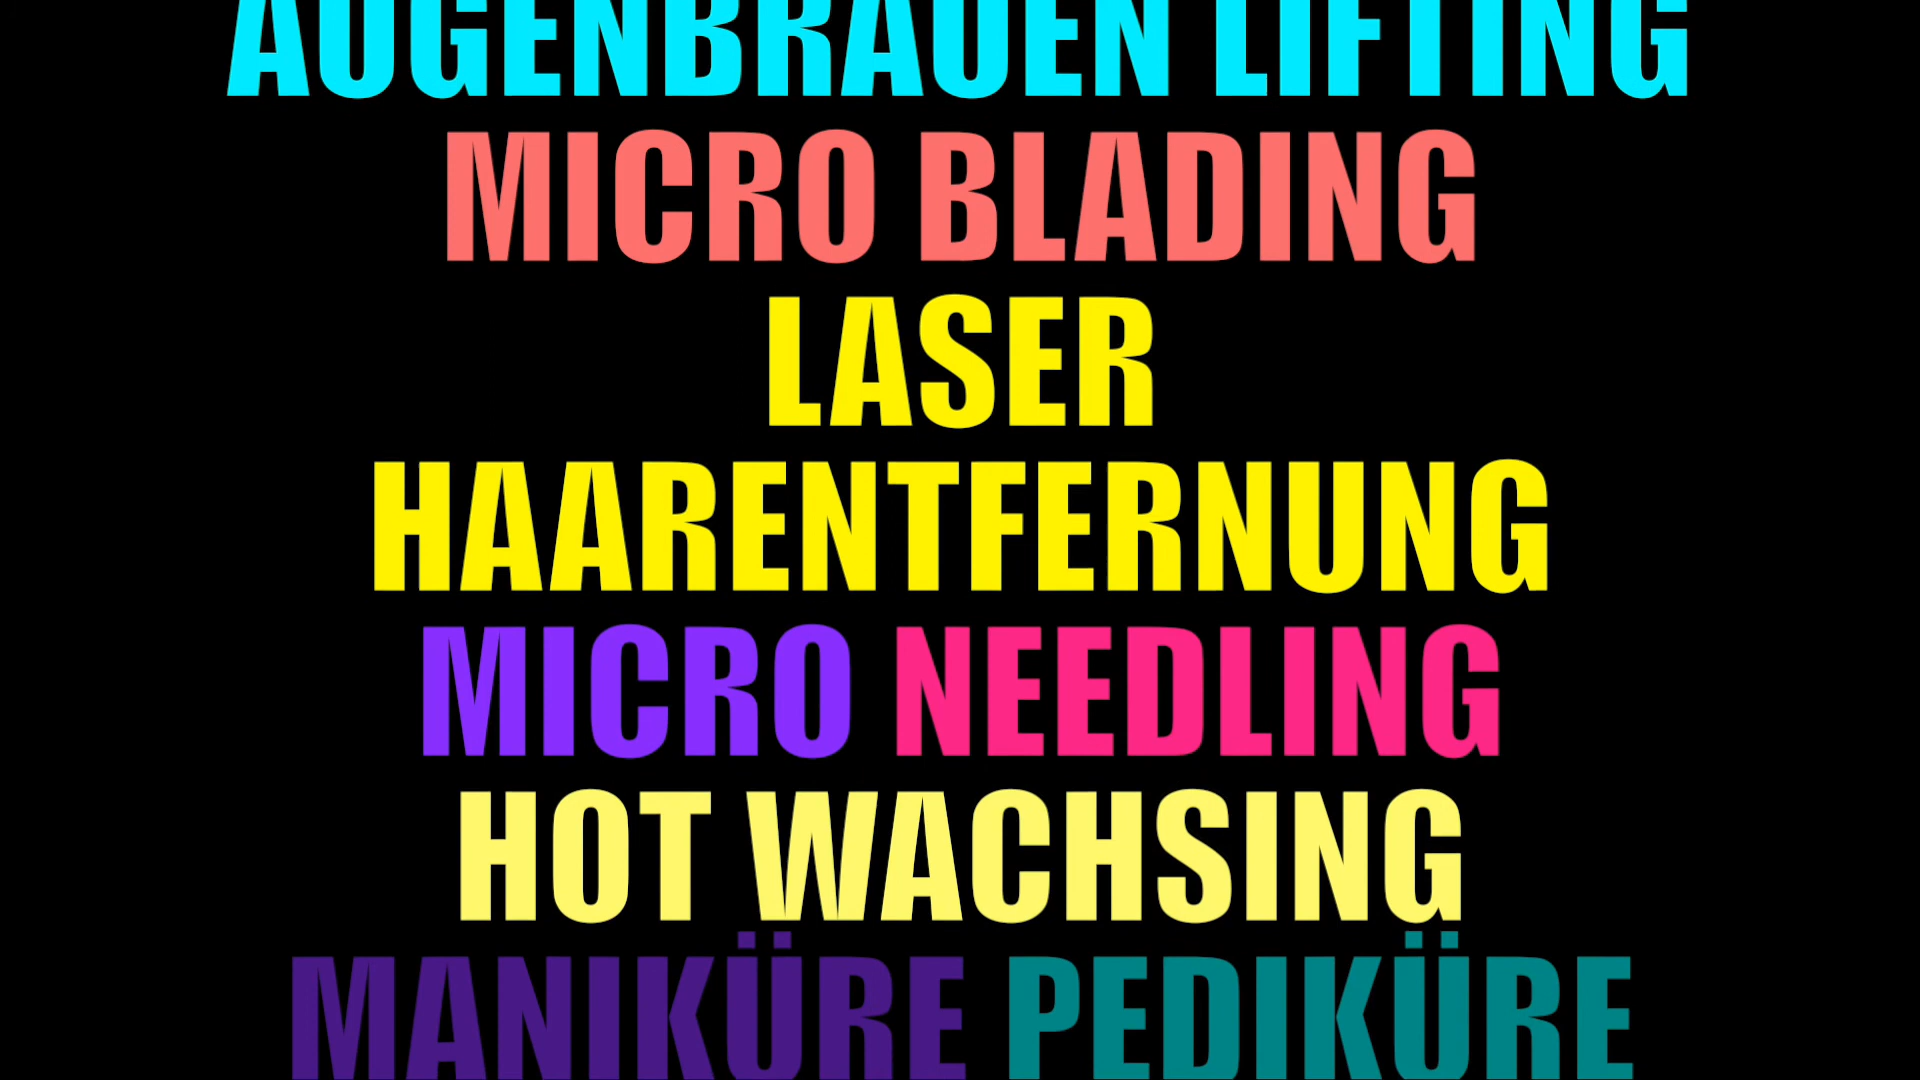 AUGENBRAUEN LIFTING
MICRO BLADING
LASER
HAARENTFERNUNG
MICRO NEEDLING
HOT WACHSING
MANIKÜRE PEDIKÜRE